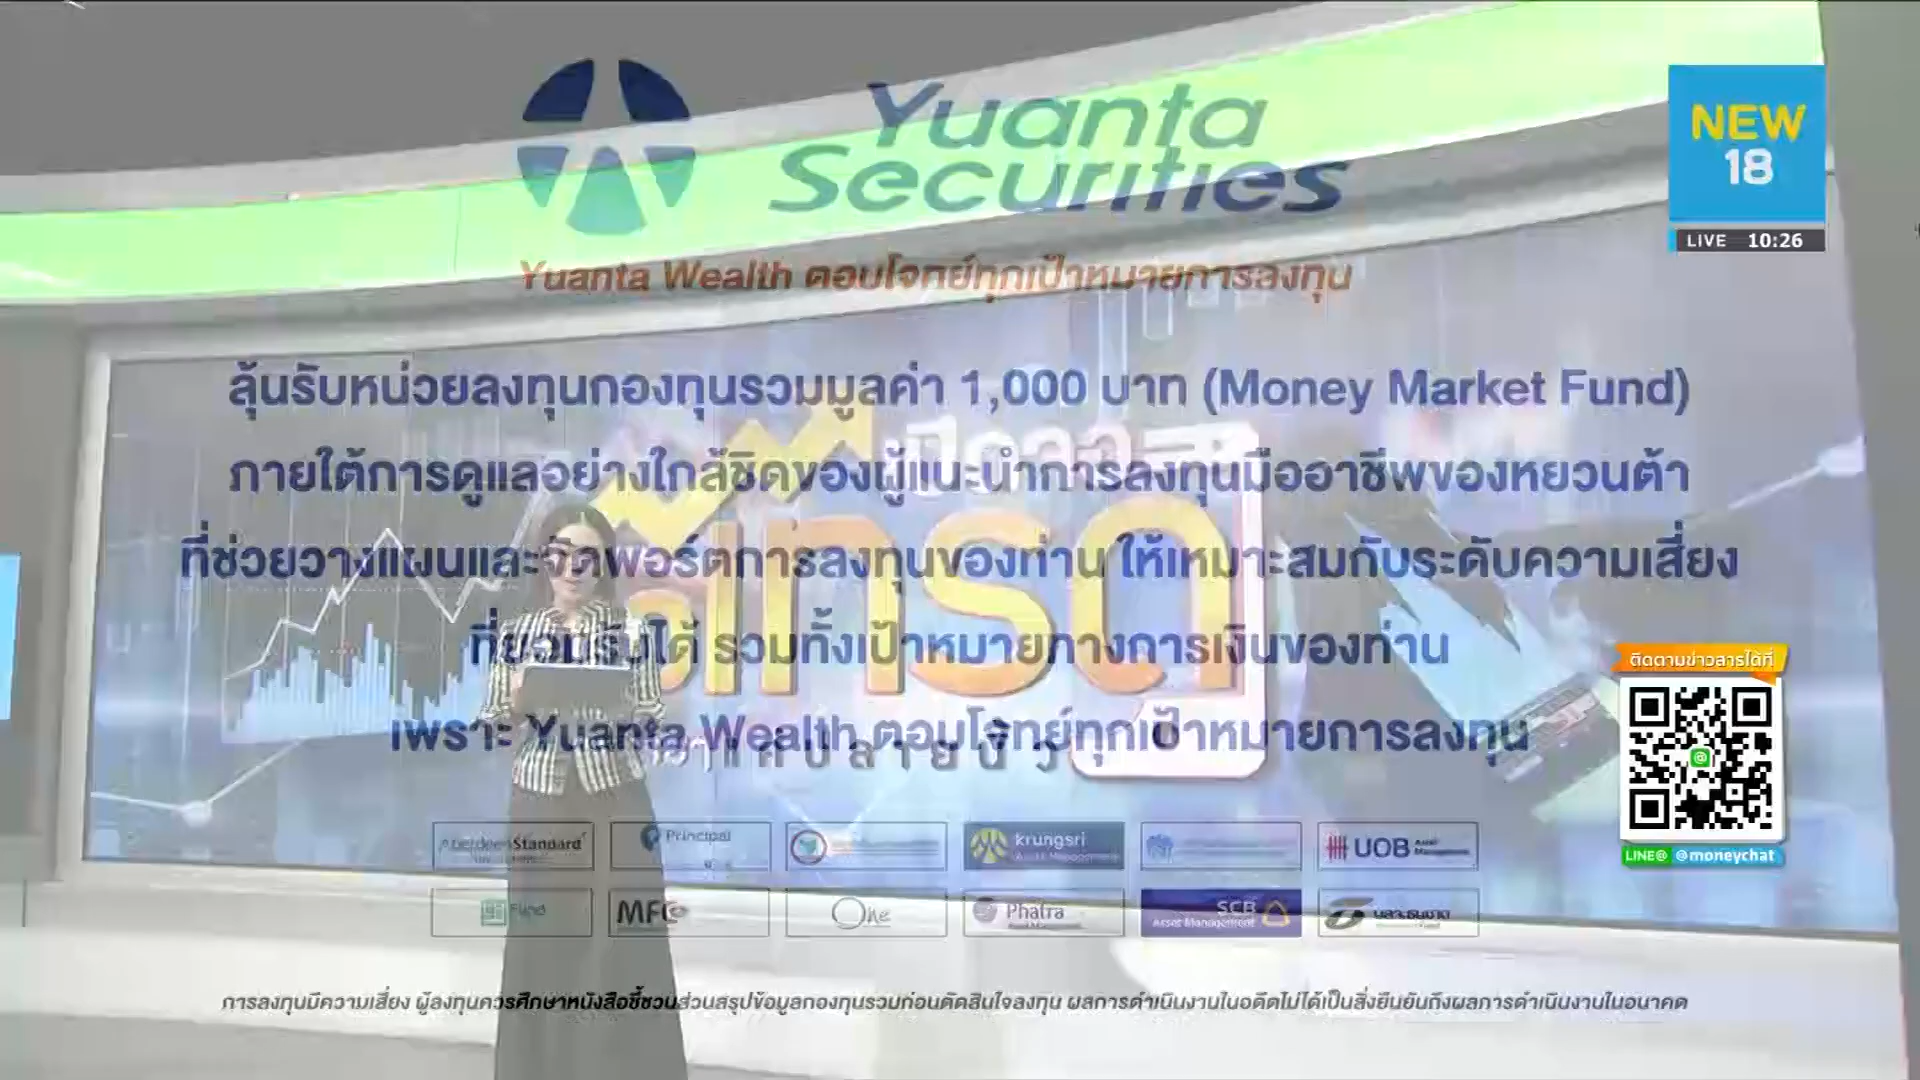 Yuanta
Securities
NEW
18
LIVE 10:26
Yuanta Wealth ตอบโจทย์ทุกเป้าหมายการลงทุน
ลุ้นรับหน่วยลงทุนกองทุนรวมมูลค่า 1,000 บาท (Money Market Fund)
ภายใต้การดูแลอย่างใกล้ชิดของผู้แนะนำการลงทุนมืออาชีพของหยวนต้า
ที่ช่วยวางแผนและจัดพอร์ตการลงทุนของท่าน ให้เหมาะสมกับระดับความเสี่ยง
ที่ยอมรับได้ รวมทั้งเป้าหมายทางการเงินของท่าน
เพราะ Yuanta Wealth ตอบโจทย์ทุกเป้าหมายการลงทุน
ติดตามข่าวสารได้ที่
LINE@ @moneychat
AberdeenStandard
Principal
krungsri
Asset Management
UOB Asset Management
Fund
MFC
One
Phatra
SCB
Asset Management
บลจ.ธนชาต
การลงทุนมีความเสี่ยง ผู้ลงทุนควรศึกษาหนังสือชี้ชวนส่วนสรุปข้อมูลกองทุนรวมก่อนตัดสินใจลงทุน ผลการดำเนินงานในอดีตไม่ได้เป็นสิ่งยืนยันถึงผลการดำเนินงานในอนาคต